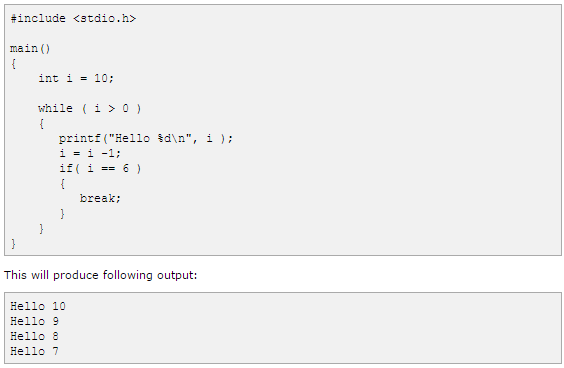 #include <stdio.h>

main()
{
    int i = 10;

    while ( i > 0 )
    {
       printf("Hello %d\n", i );
       i = i -1;
       if( i == 6 )
       {
          break;
       }
    }
}
This will produce following output:
Hello 10
Hello 9
Hello 8
Hello 7